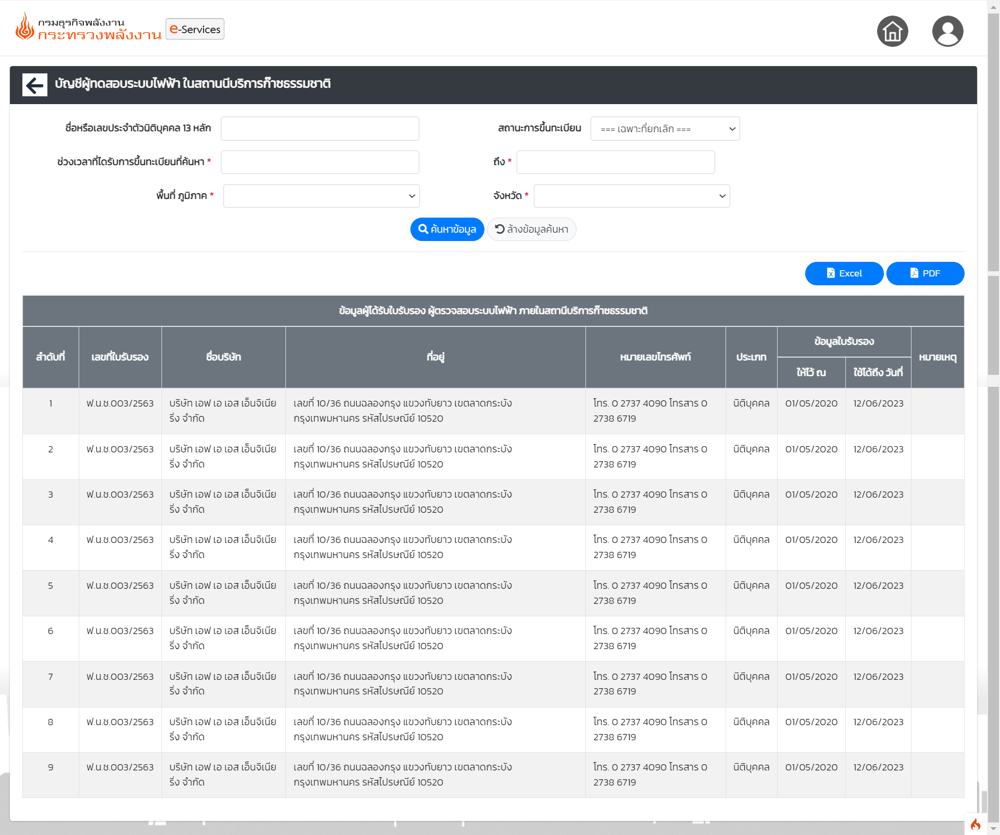 กรมธุรกิจพลังงาน
กระทรวงพลังงาน
e-Services
บัญชีผู้ทดสอบระบบไฟฟ้า ในสถานนีบริการก๊าซธรรมชาติ
ชื่อหรือเลขประจำตัวนิติบุคคล 13 หลัก
สถานะการขึ้นทะเบียน
=== เฉพาะที่ยกเลิก ===
ช่วงเวลาที่ไดรับการขึ้นทะเบียนที่ค้นหา *
ถึง *
พื้นที่ ภูมิภาค *
จังหวัด *
ค้นหาข้อมูล
ล้างข้อมูลค้นหา
Excel
PDF
ข้อมูลผู้ได้รับใบรับรอง ผู้ตรวจสอบระบบไฟฟ้า ภายในสถานีบริการก๊าซธรรมชาติ
ลำดับที่ เลขที่ใบรับรอง ชื่อบริษัท ที่อยู่ หมายเลขโทรศัพท์ ประเภท ข้อมูลใบรับรอง หมายเหตุ
ให้ไว้ ณ ใช้ได้ถึง วันที่
1 ฟ.น.ช.003/2563 บริษัท เอฟ เอ เอส เอ็นจิเนีย เลขที่ 10/36 ถนนฉลองกรุง แขวงทับยาว เขตลาดกระบัง โทร. 0 2737 4090 โทรสาร 0 นิติบุคคล 01/05/2020 12/06/2023
ริ่ง จำกัด กรุงเทพมหานคร รหัสไปรษณีย์ 10520 2738 6719
2 ฟ.น.ช.003/2563 บริษัท เอฟ เอ เอส เอ็นจิเนีย เลขที่ 10/36 ถนนฉลองกรุง แขวงทับยาว เขตลาดกระบัง โทร. 0 2737 4090 โทรสาร 0 นิติบุคคล 01/05/2020 12/06/2023
ริ่ง จำกัด กรุงเทพมหานคร รหัสไปรษณีย์ 10520 2738 6719
3 ฟ.น.ช.003/2563 บริษัท เอฟ เอ เอส เอ็นจิเนีย เลขที่ 10/36 ถนนฉลองกรุง แขวงทับยาว เขตลาดกระบัง โทร. 0 2737 4090 โทรสาร 0 นิติบุคคล 01/05/2020 12/06/2023
ริ่ง จำกัด กรุงเทพมหานคร รหัสไปรษณีย์ 10520 2738 6719
4 ฟ.น.ช.003/2563 บริษัท เอฟ เอ เอส เอ็นจิเนีย เลขที่ 10/36 ถนนฉลองกรุง แขวงทับยาว เขตลาดกระบัง โทร. 0 2737 4090 โทรสาร 0 นิติบุคคล 01/05/2020 12/06/2023
ริ่ง จำกัด กรุงเทพมหานคร รหัสไปรษณีย์ 10520 2738 6719
5 ฟ.น.ช.003/2563 บริษัท เอฟ เอ เอส เอ็นจิเนีย เลขที่ 10/36 ถนนฉลองกรุง แขวงทับยาว เขตลาดกระบัง โทร. 0 2737 4090 โทรสาร 0 นิติบุคคล 01/05/2020 12/06/2023
ริ่ง จำกัด กรุงเทพมหานคร รหัสไปรษณีย์ 10520 2738 6719
6 ฟ.น.ช.003/2563 บริษัท เอฟ เอ เอส เอ็นจิเนีย เลขที่ 10/36 ถนนฉลองกรุง แขวงทับยาว เขตลาดกระบัง โทร. 0 2737 4090 โทรสาร 0 นิติบุคคล 01/05/2020 12/06/2023
ริ่ง จำกัด กรุงเทพมหานคร รหัสไปรษณีย์ 10520 2738 6719
7 ฟ.น.ช.003/2563 บริษัท เอฟ เอ เอส เอ็นจิเนีย เลขที่ 10/36 ถนนฉลองกรุง แขวงทับยาว เขตลาดกระบัง โทร. 0 2737 4090 โทรสาร 0 นิติบุคคล 01/05/2020 12/06/2023
ริ่ง จำกัด กรุงเทพมหานคร รหัสไปรษณีย์ 10520 2738 6719
8 ฟ.น.ช.003/2563 บริษัท เอฟ เอ เอส เอ็นจิเนีย เลขที่ 10/36 ถนนฉลองกรุง แขวงทับยาว เขตลาดกระบัง โทร. 0 2737 4090 โทรสาร 0 นิติบุคคล 01/05/2020 12/06/2023
ริ่ง จำกัด กรุงเทพมหานคร รหัสไปรษณีย์ 10520 2738 6719
9 ฟ.น.ช.003/2563 บริษัท เอฟ เอ เอส เอ็นจิเนีย เลขที่ 10/36 ถนนฉลองกรุง แขวงทับยาว เขตลาดกระบัง โทร. 0 2737 4090 โทรสาร 0 นิติบุคคล 01/05/2020 12/06/2023
ริ่ง จำกัด กรุงเทพมหานคร รหัสไปรษณีย์ 10520 2738 6719